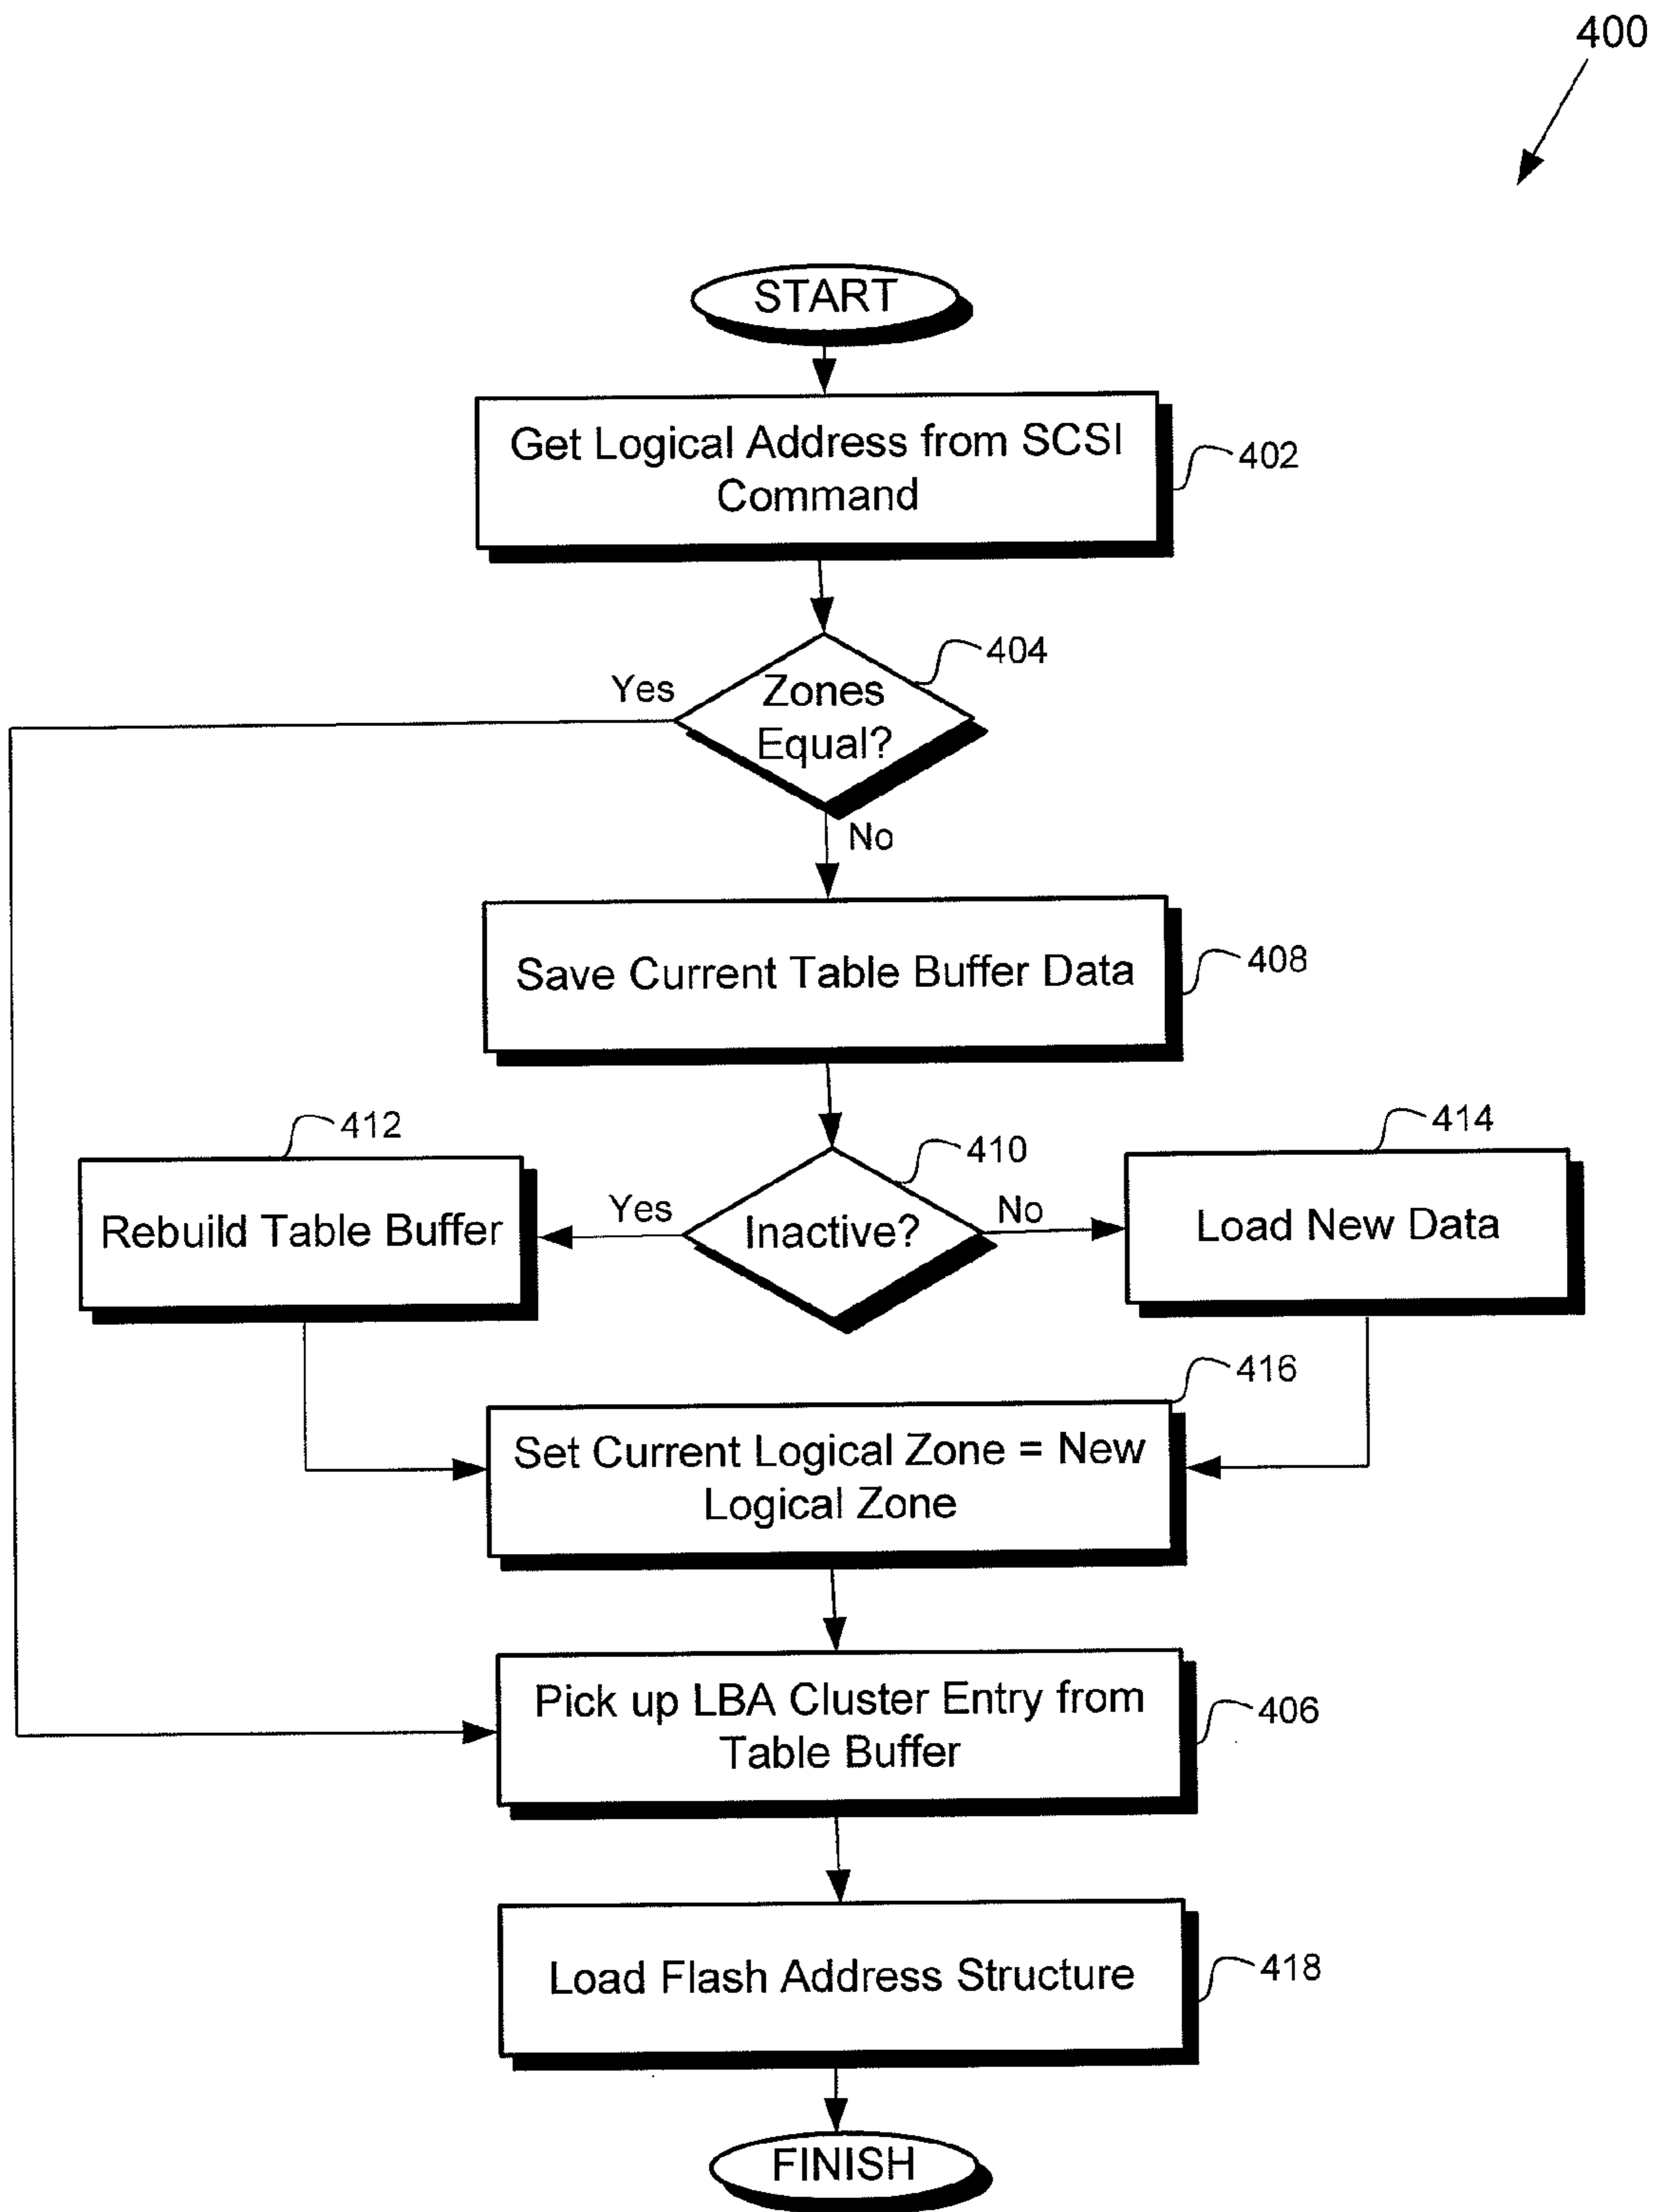 400
START
Get Logical Address from SCSI
Command
402
404
Yes
Zones
Equal?
No
Save Current Table Buffer Data
408
412
410
414
Rebuild Table Buffer
Yes
Inactive?
No
Load New Data
416
Set Current Logical Zone = New
Logical Zone
Pick up LBA Cluster Entry from
Table Buffer
406
Load Flash Address Structure
418
FINISH